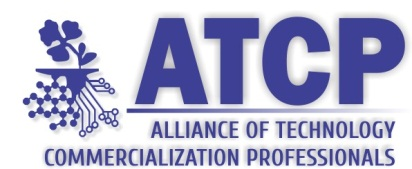 ATCP
ALLIANCE OF TECHNOLOGY
COMMERCIALIZATION PROFESSIONALS